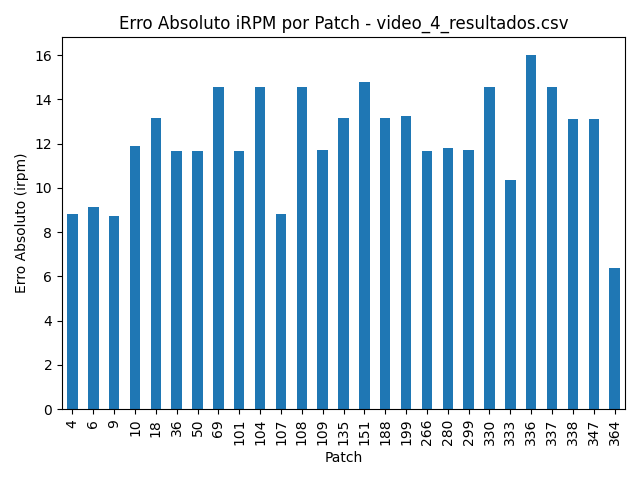 Erro Absoluto iRPM por Patch - video_4_resultados.csv
Erro Absoluto (irpm)
16
14
12
10
8
6
4
2
0
4 6 9 10 18 36 50 69 101 104 107 108 109 135 151 188 199 266 280 299 330 333 336 337 338 347 364
Patch